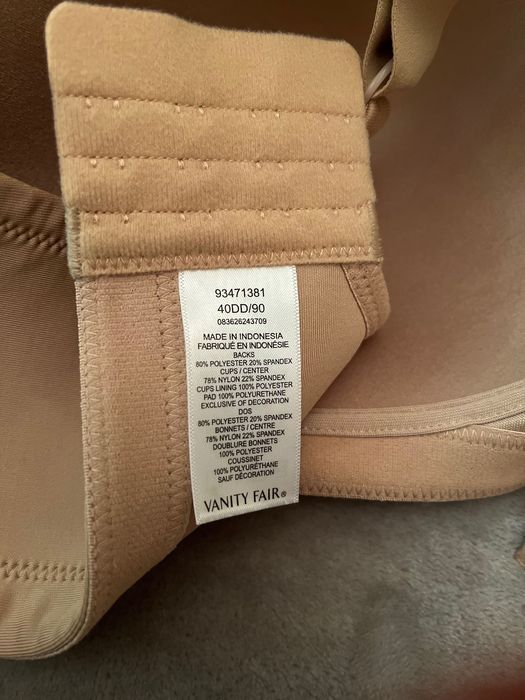 93471381
40DD/90
083626243709
MADE IN INDONESIA
FABRIQUÉ EN INDONÉSIE
BACKS
80% POLYESTER 20% SPANDEX
CUPS / CENTER
78% NYLON 22% SPANDEX
CUPS LINING 100% POLYESTER
PAD 100% POLYURETHANE
EXCLUSIVE OF DECORATION
DOS
80% POLYESTER 20% SPANDEX
BONNETS / CENTRE
78% NYLON 22% SPANDEX
DOUBLURE BONNETS
100% POLYESTER
COUSSINET
100% POLYURÉTHANE
SAUF DÉCORATION
VANITY FAIR®